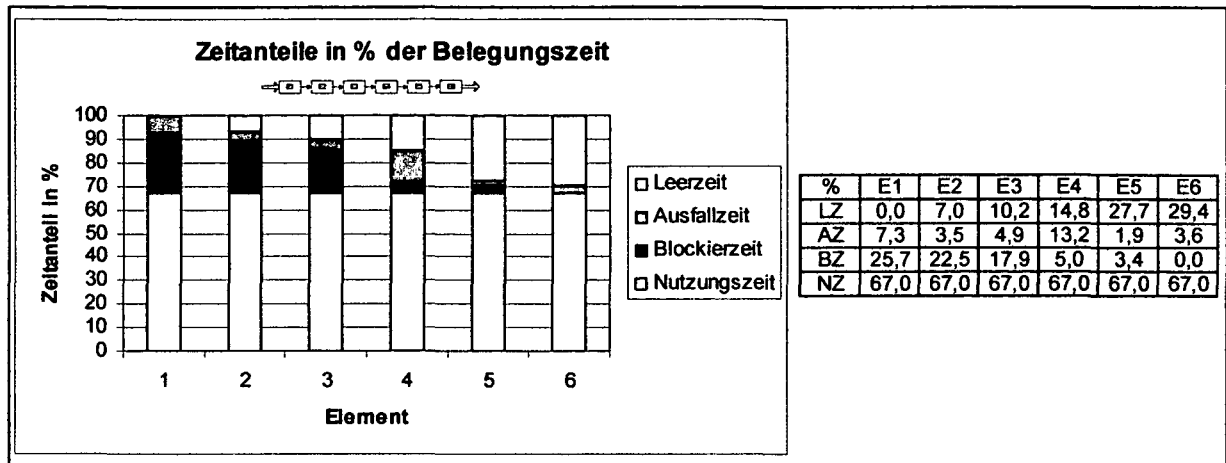 Zeitanteile in % der Belegungszeit
Zeitanteil in %
100
90
80
70
60
50
40
30
20
10
0
1 2 3 4 5 6
Element
Leerzeit
Ausfallzeit
Blockierzeit
Nutzungszeit
% E1 E2 E3 E4 E5 E6
LZ 0,0 7,0 10,2 14,8 27,7 29,4
AZ 7,3 3,5 4,9 13,2 1,9 3,6
BZ 25,7 22,5 17,9 5,0 3,4 0,0
NZ 67,0 67,0 67,0 67,0 67,0 67,0